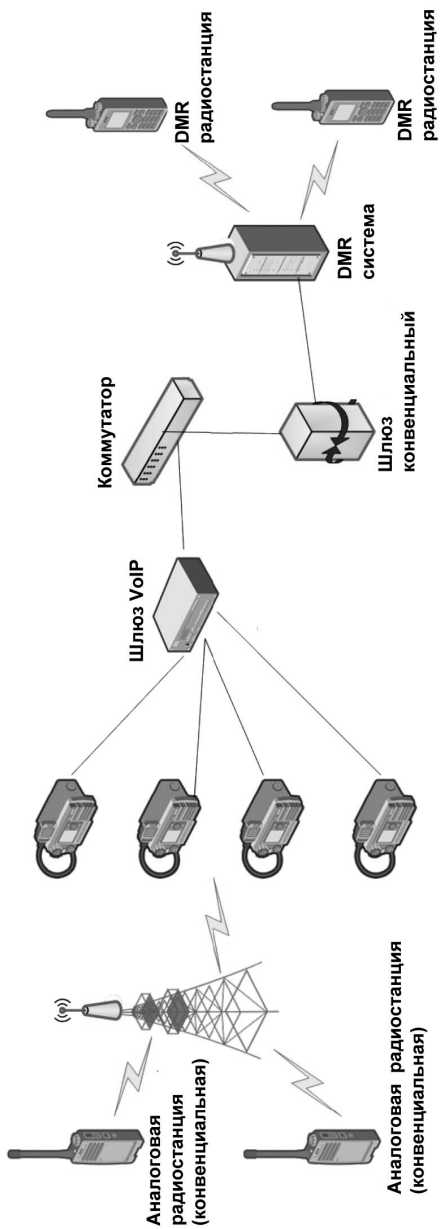 Аналоговая
радиостанция
(конвенциальная)
Аналоговая радиостанция
(конвенциальная)
Шлюз VoIP
Коммутатор
Шлюз
конвенциальный
DMR
система
DMR
радиостанция
DMR
радиостанция